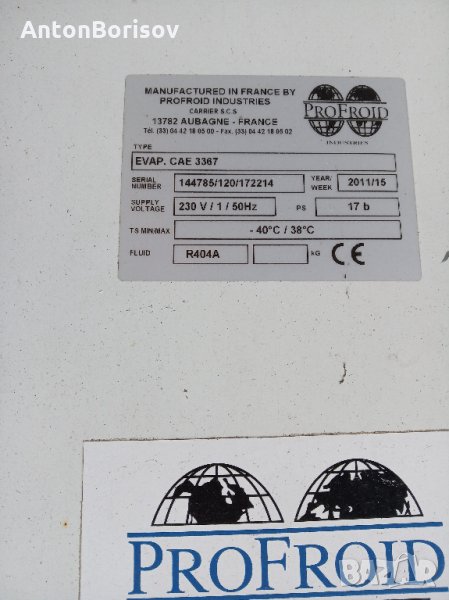 AntonBorisov
MANUFACTURED IN FRANCE BY
PROFROID INDUSTRIES
CARRIER S.C.S
13782 AUBAGNE - FRANCE
Tél. (33) 04 42 18 05 00 - Fax. (33) 04 42 18 05 02
PROFROID
INDUSTRIES
TYPE
EVAP. CAE 3367
SERIAL NUMBER 144785/120/172214 YEAR/ WEEK 2011/15
SUPPLY VOLTAGE 230 V / 1 / 50Hz PS 17 b
TS MIN/MAX - 40°C / 38°C
FLUID R404A kG CE
PROFROID
BAZAR